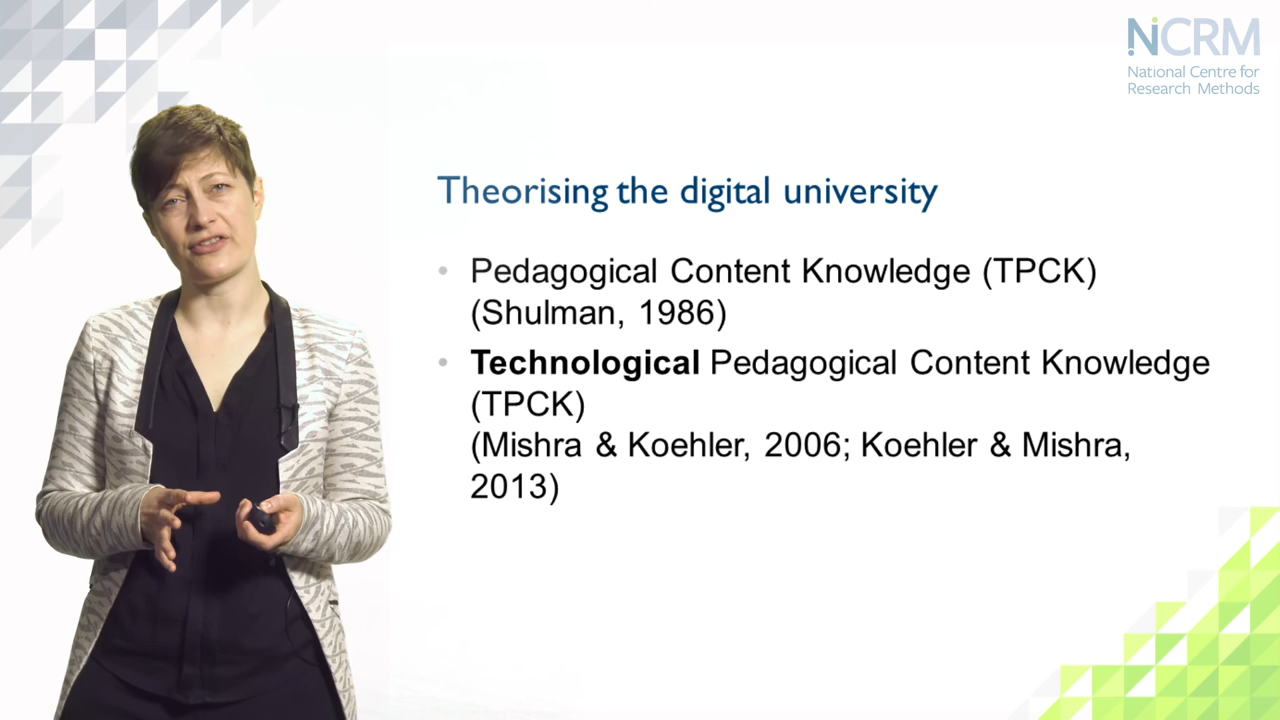 NCRM
National Centre for
Research Methods
Theorising the digital university
• Pedagogical Content Knowledge (TPCK)
(Shulman, 1986)
• Technological Pedagogical Content Knowledge
(TPCK)
(Mishra & Koehler, 2006; Koehler & Mishra,
2013)